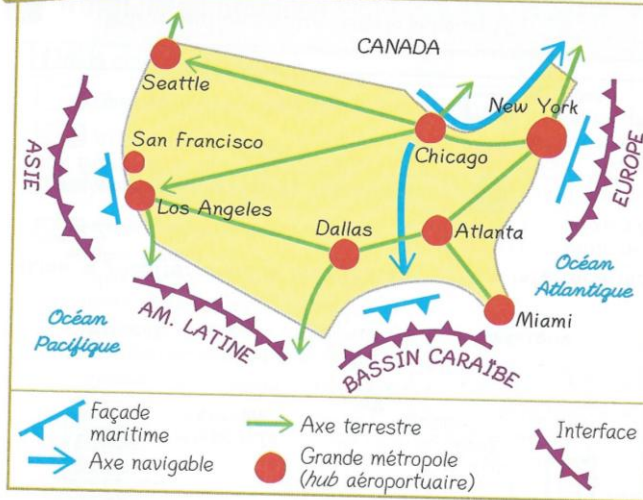 CANADA
Seattle
New York
San Francisco
Chicago
ASIE
EUROPE
Los Angeles
Dallas
Atlanta
Océan
Atlantique
Océan
Pacifique
AM. LATINE
Miami
BASSIN CARAÏBE
Façade
maritime
Axe terrestre
Interface
Axe navigable
Grande métropole
(hub aéroportuaire)